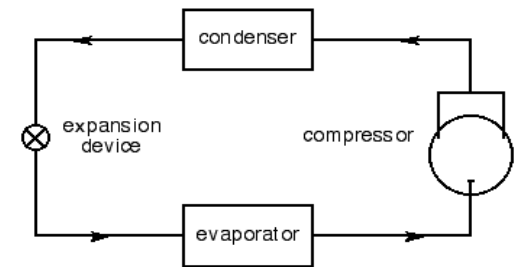 condenser
expansion
device
compressor
evaporator